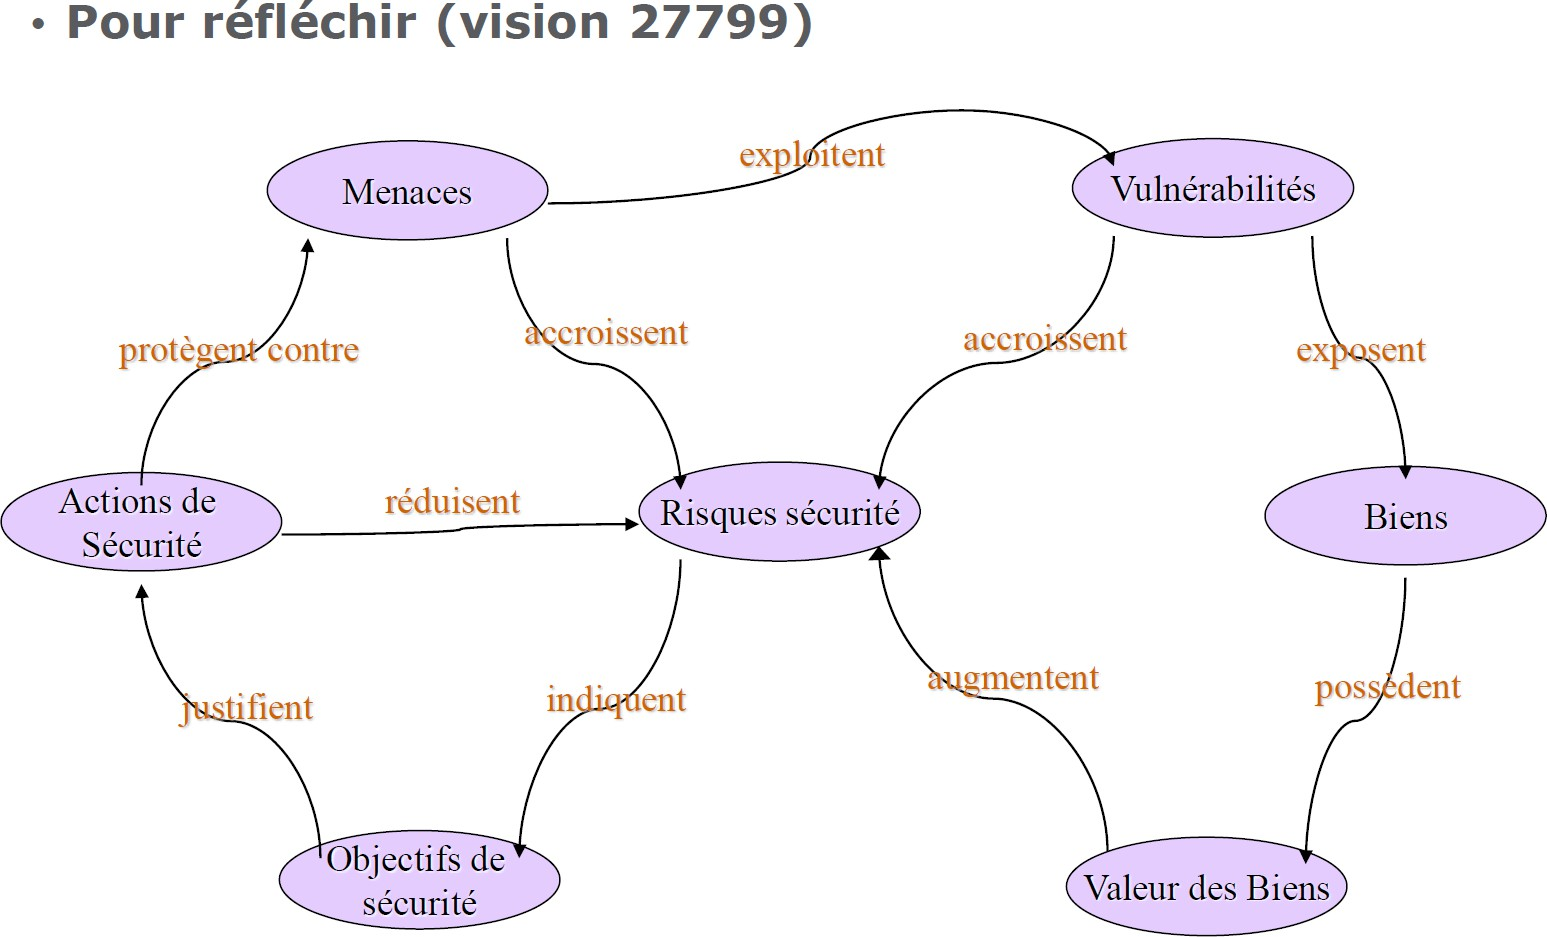 • Pour réfléchir (vision 27799)
exploitent
Menaces
Vulnérabilités
protègent contre
accroissent
accroissent
exposent
Actions de
Sécurité
réduisent
Risques sécurité
Biens
justifient
indiquent
augmentent
possèdent
Objectifs de
sécurité
Valeur des Biens